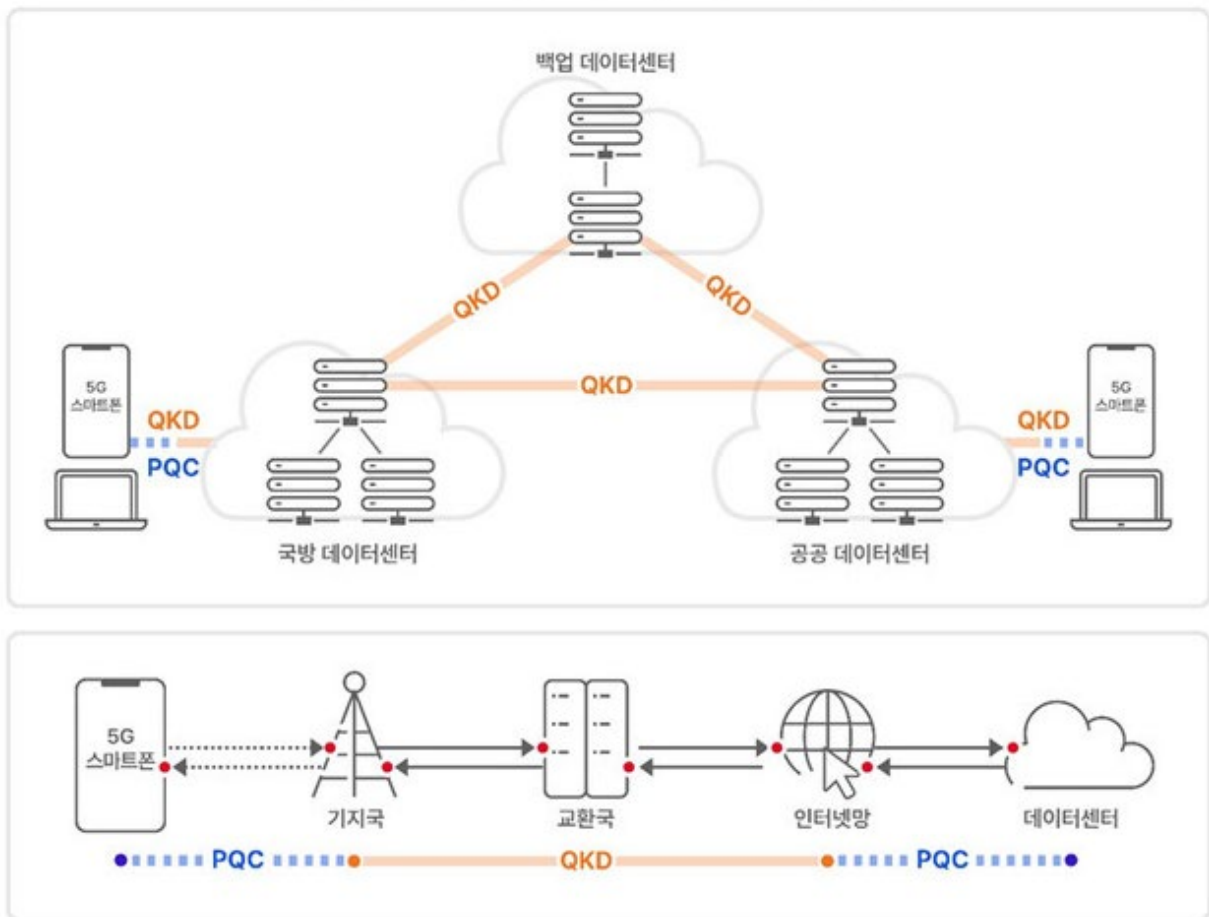 백업 데이터센터
QKD
QKD
5G
스마트폰
QKD
PQC
QKD
5G
스마트폰
QKD
PQC
국방 데이터센터
공공 데이터센터
5G
스마트폰
기지국
교환국
인터넷망
데이터센터
PQC
QKD
PQC